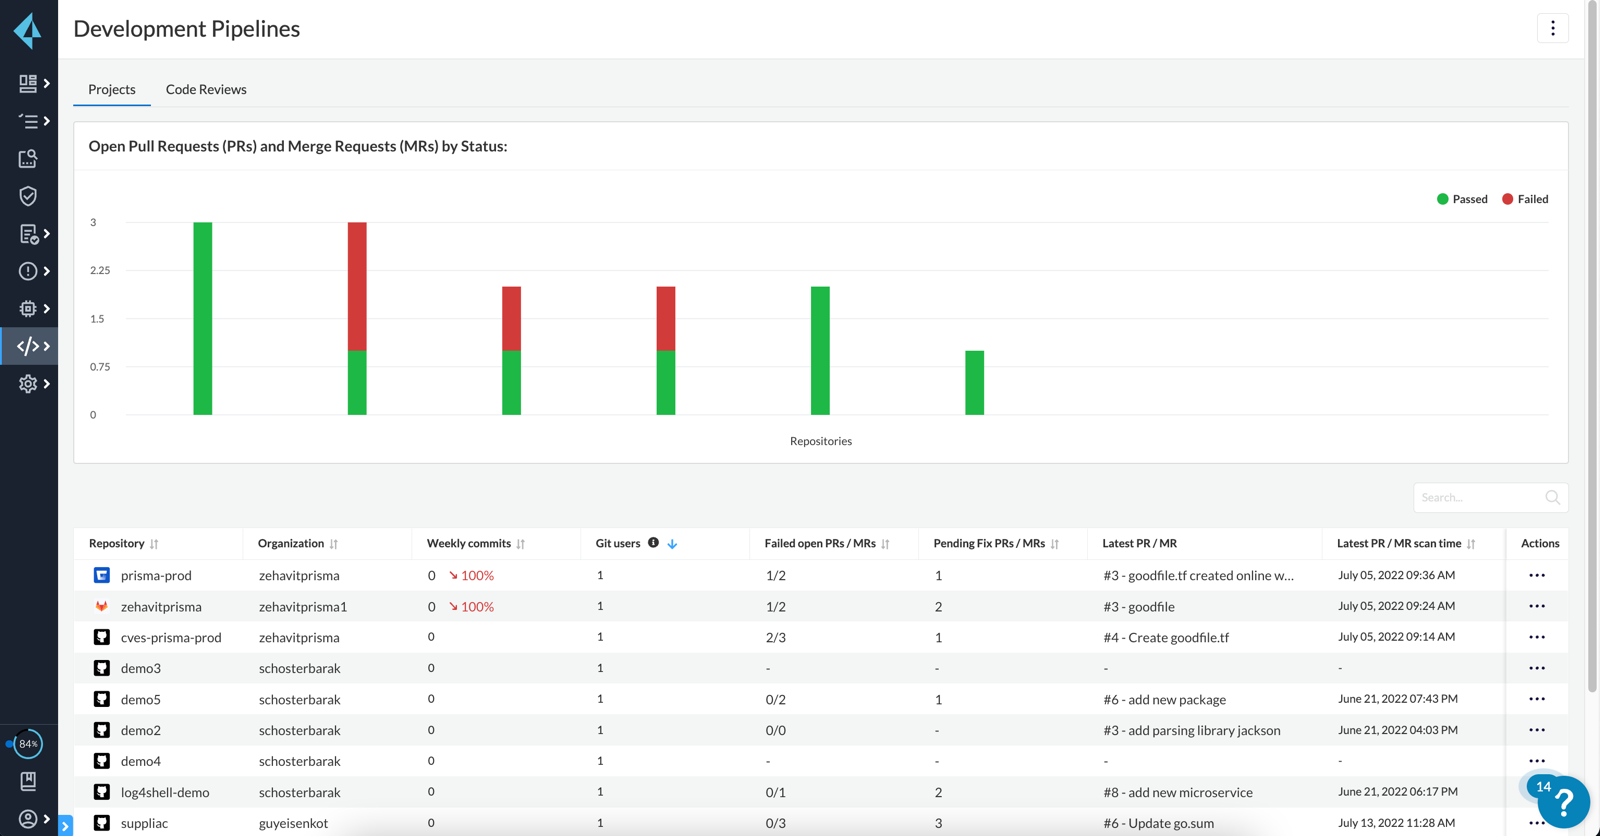 Development Pipelines
Projects Code Reviews
Open Pull Requests (PRs) and Merge Requests (MRs) by Status:
Passed Failed
3
2.25
1.5
0.75
0
Repositories
Search...
Repository Organization Weekly commits Git users Failed open PRs / MRs Pending Fix PRs / MRs Latest PR / MR Latest PR / MR scan time Actions
prisma-prod zehavitprisma 0 100% 1 1/2 1 #3 - goodfile.tf created online w... July 05, 2022 09:36 AM
zehavitprisma zehavitprisma1 0 100% 1 1/2 2 #3 - goodfile July 05, 2022 09:24 AM
cves-prisma-prod zehavitprisma 0 1 2/3 1 #4 - Create goodfile.tf July 05, 2022 09:14 AM
demo3 schosterbarak 0 1 - - - -
demo5 schosterbarak 0 1 0/2 1 #6 - add new package June 21, 2022 07:43 PM
demo2 schosterbarak 0 1 0/0 - #3 - add parsing library jackson June 21, 2022 04:03 PM
demo4 schosterbarak 0 1 - - - -
log4shell-demo schosterbarak 0 1 0/1 2 #8 - add new microservice June 21, 2022 06:17 PM
suppliac guyeisenkot 0 1 0/3 3 #6 - Update go.sum July 13, 2022 11:28 AM
84%
14
?